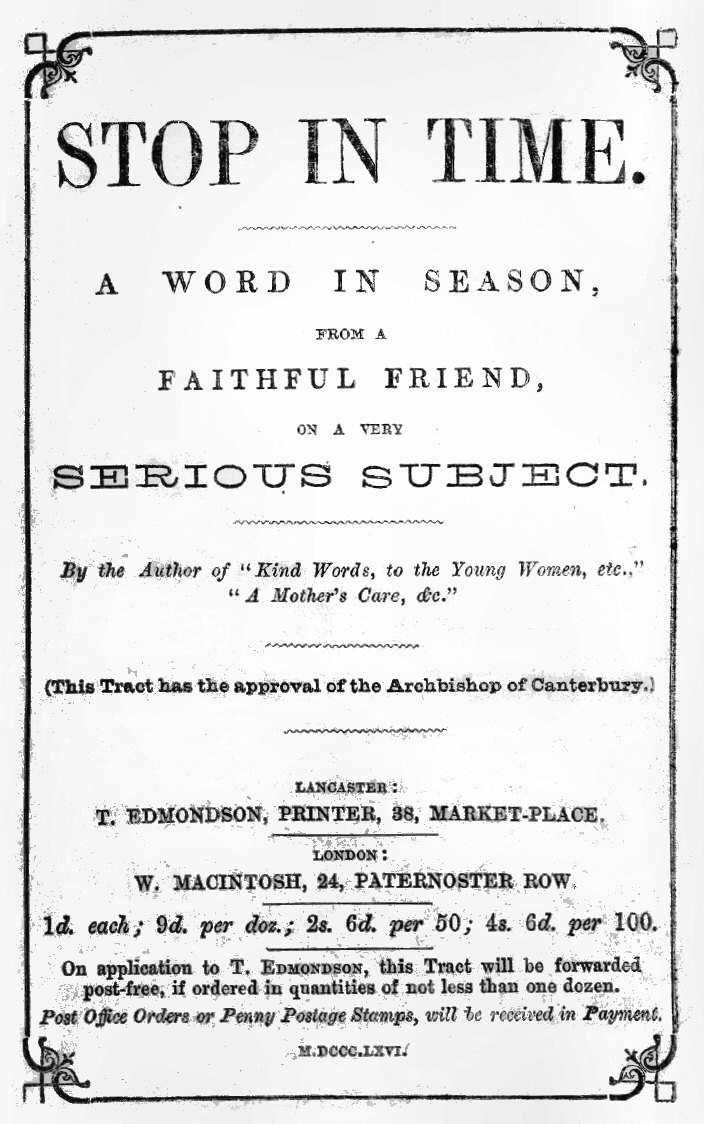 STOP IN TIME.
A WORD IN SEASON,
FROM A
FAITHFUL FRIEND,
ON A VERY
SERIOUS SUBJECT.
By the Author of "Kind Words, to the Young Women, etc.,"
"A Mother's Care, &c."
(This Tract has the approval of the Archbishop of Canterbury.)
LANCASTER:
T. EDMONDSON, PRINTER, 38, MARKET-PLACE.
LONDON:
W. MACINTOSH, 24, PATERNOSTER ROW.
1d. each; 9d. per doz.; 2s. 6d. per 50; 4s. 6d. per 100.
On application to T. EDMONDSON, this Tract will be forwarded
post-free, if ordered in quantities of not less than one dozen.
Post Office Orders or Penny Postage Stamps, will be received in Payment.
M.DCCC.LXVI.